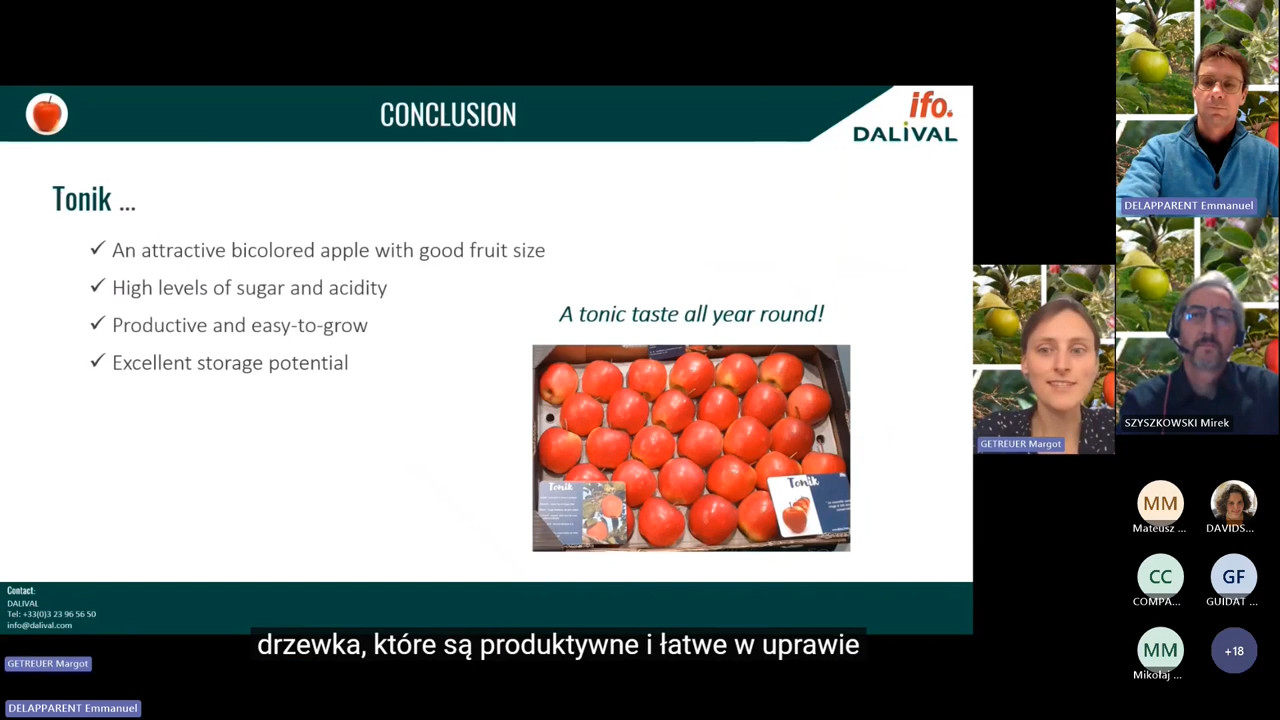 CONCLUSION
ifo.
DALIVAL
Tonik ...
✓ An attractive bicolored apple with good fruit size
✓ High levels of sugar and acidity
✓ Productive and easy-to-grow
✓ Excellent storage potential
A tonic taste all year round!
Tonik
Tonik
Contact:
DALIVAL
Tel: +33(0)3 23 96 56 50
info@dalival.com
drzewka, które są produktywne i łatwe w uprawie
GETREUER Margot
DELAPPARENT Emmanuel
DELAPPARENT Emmanuel
GETREUER Margot
SZYSZKOWSKI Mirek
MM
Mateusz ...
DAVIDS...
CC
COMPA...
GF
GUIDAT ...
MM
Mikołaj ...
+18